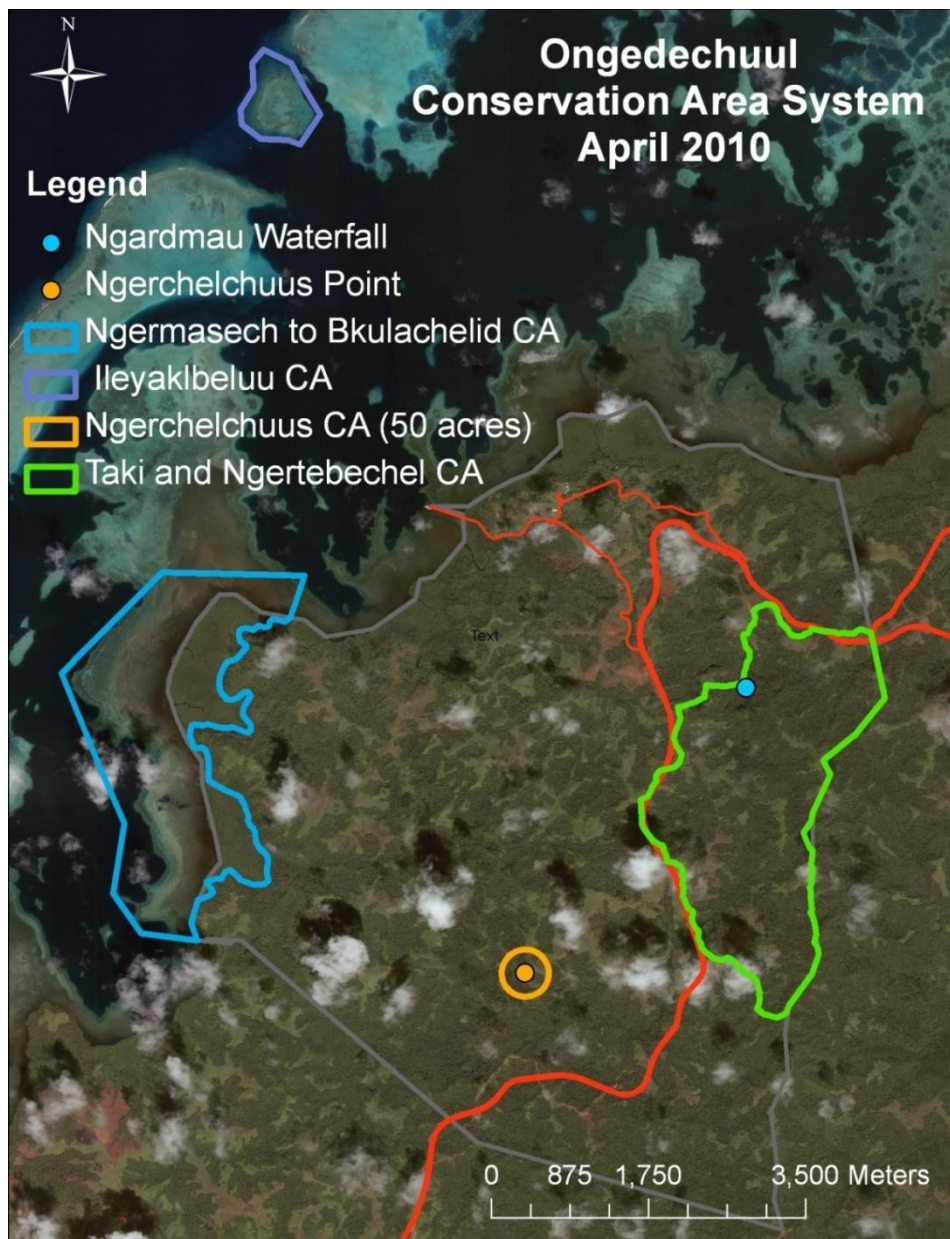 N
Ongedechuul
Conservation Area System
April 2010
Legend
Ngardmau Waterfall
Ngerchelchuus Point
Ngermasech to Bkulachelid CA
Ileyaklbeluu CA
Ngerchelchuus CA (50 acres)
Taki and Ngertebechel CA
Text
0 875 1,750 3,500 Meters